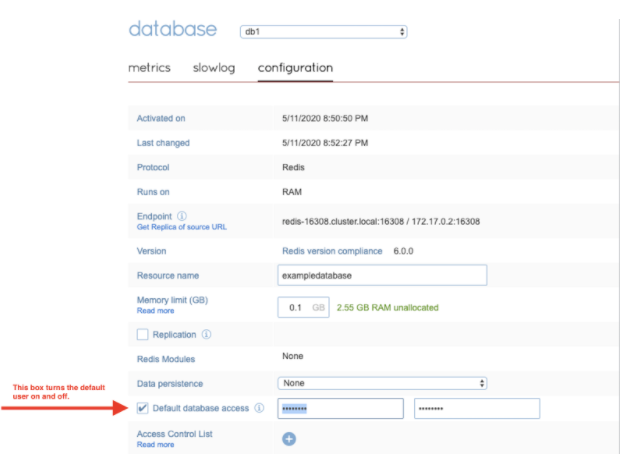 database db1
metrics slowlog configuration
Activated on 5/11/2020 8:50:50 PM
Last changed 5/11/2020 8:52:27 PM
Protocol Redis
Runs on RAM
Endpoint
Get Replica of source URL
redis-16308.cluster.local:16308 / 172.17.0.2:16308
Version Redis version compliance 6.0.0
Resource name exampledatabase
Memory limit (GB)
Read more
0.1 GB 2.55 GB RAM unallocated
Replication
Redis Modules None
Data persistence None
This box turns the default
user on and off.
Default database access •••••••• ••••••••
Access Control List
Read more